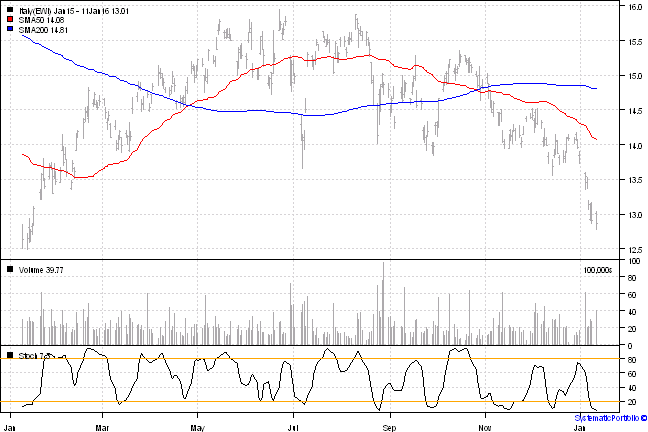 Italy(EWI) Jan15 - 11Jan16 13.01
SMA50 14.08
SMA200 14.81
16.0
15.5
15.0
14.5
14.0
13.5
13.0
12.5
Volume 39.77
100,000s
100
80
60
40
20
0
80
60
40
20
Jan
Mar
May
Jul
Sep
Nov
Jan
SystematicPortfolio ©